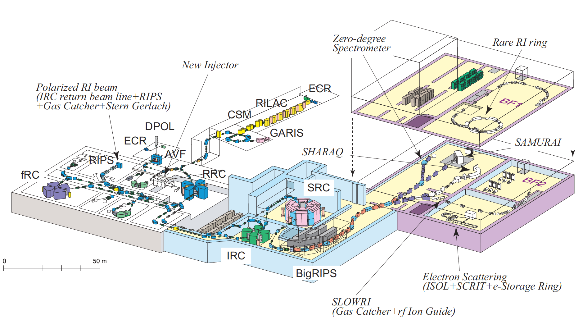 Zero-degree
Spectrometer
Rare RI ring
New Injector
Polarized RI beam
(IRC return beam line+RIPS
+Gas Catcher+Stern Gerlach)
ECR
RILAC
CSM
GARIS
DPOL
ECR
AVF
RIPS
RRC
fRC
SHARAQ
SAMURAI
SRC
IRC
BigRIPS
0
50 m
Electron Scattering
(ISOL+SCRIT+e-Storage Ring)
SLOWRI
(Gas Catcher+rf Ion Guide)